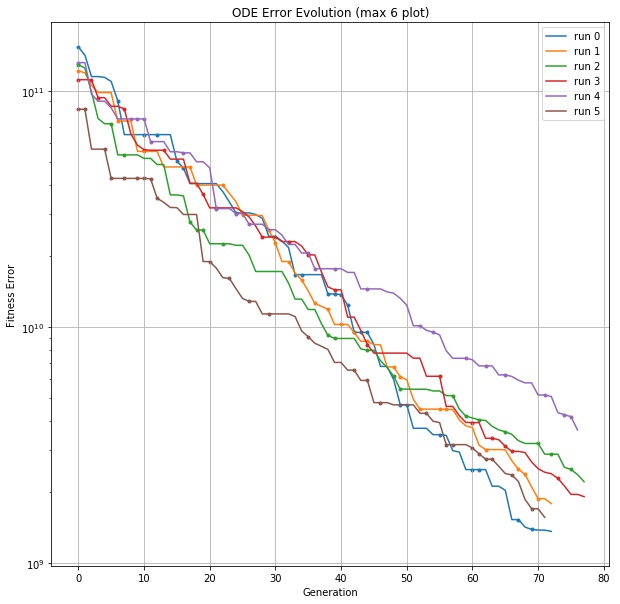 ODE Error Evolution (max 6 plot)
run 0
run 1
run 2
run 3
run 4
run 5
10¹¹
10¹⁰
10⁹
Fitness Error
0 10 20 30 40 50 60 70 80
Generation